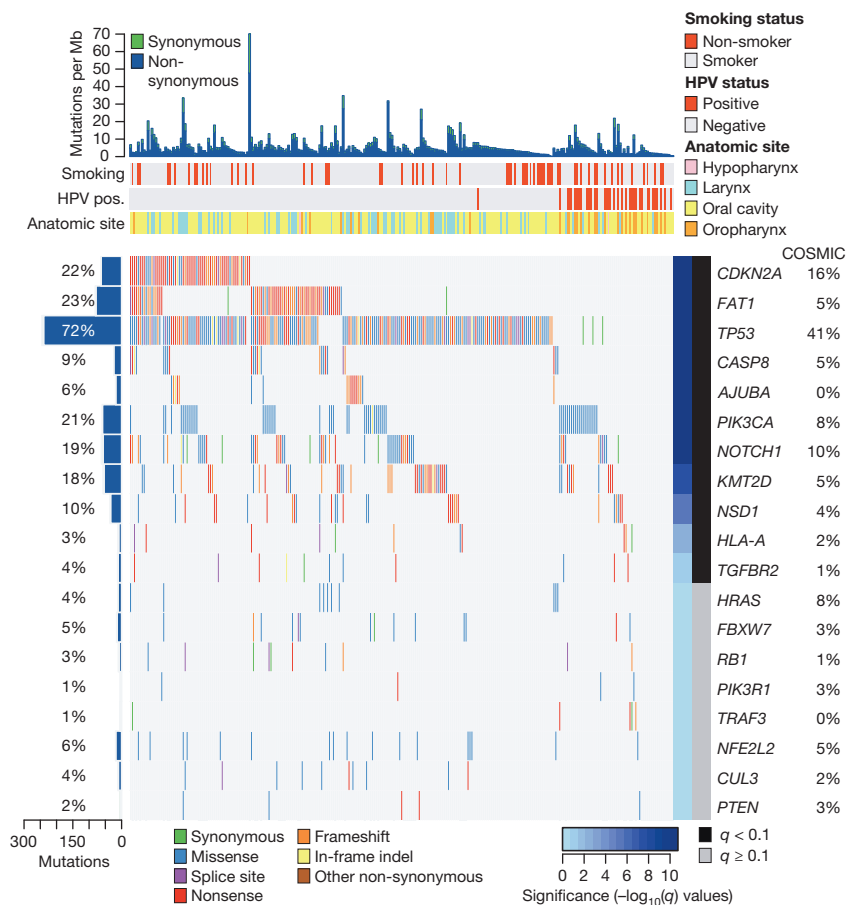 Mutations per Mb
70
60
50
40
30
20
10
0
Synonymous
Non-
synonymous
Smoking status
Non-smoker
Smoker
HPV status
Positive
Negative
Anatomic site
Hypopharynx
Larynx
Oral cavity
Oropharynx
Smoking
HPV pos.
Anatomic site
COSMIC
22% CDKN2A 16%
23% FAT1 5%
72% TP53 41%
9% CASP8 5%
6% AJUBA 0%
21% PIK3CA 8%
19% NOTCH1 10%
18% KMT2D 5%
10% NSD1 4%
3% HLA-A 2%
4% TGFBR2 1%
4% HRAS 8%
5% FBXW7 3%
3% RB1 1%
1% PIK3R1 3%
1% TRAF3 0%
6% NFE2L2 5%
4% CUL3 2%
2% PTEN 3%
300 150 0
Mutations
Synonymous
Missense
Splice site
Nonsense
Frameshift
In-frame indel
Other non-synonymous
0 2 4 6 8 10
Significance (–log10(q) values)
q < 0.1
q ≥ 0.1